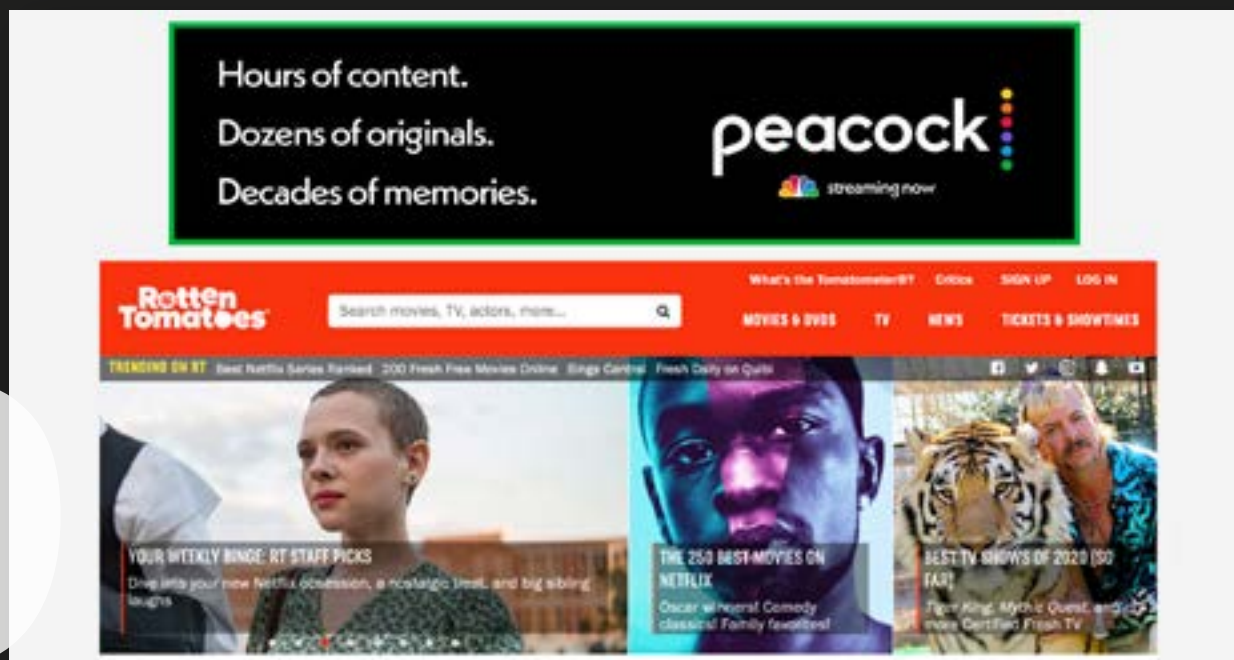 Hours of content.
Dozens of originals.
Decades of memories.
peacock
streaming now
What's the Tomatometer®? Critics SIGN UP LOG IN
Rotten
Tomatoes
Search movies, TV, actors, more...
MOVIES & DVDS TV NEWS TICKETS & SHOWTIMES
TRENDING ON RT Best Netflix Series Ranked 200 Fresh Free Movies Online Binge Central Fresh Daily on Quibi
YOUR WEEKLY BINGE: RT STAFF PICKS
Dive into your new Netflix obsession, a nostalgic treat, and big sibling
laughs
THE 250 BEST MOVIES ON
NETFLIX
Oscar winners! Comedy
classics! Family favorites!
BEST TV SHOWS OF 2020 (SO
FAR)
Tiger King, Mythic Quest, and
more Certified Fresh TV